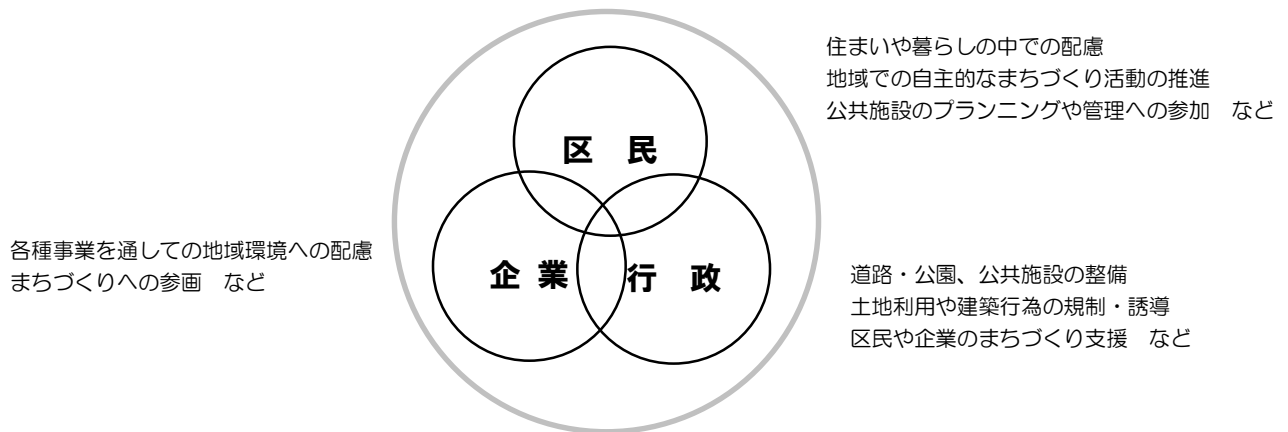 住まいや暮らしの中での配慮
地域での自主的なまちづくり活動の推進
公共施設のプランニングや管理への参加　など
区　民
各種事業を通しての地域環境への配慮
まちづくりへの参画　など
企 業
行　政
道路・公園、公共施設の整備
土地利用や建築行為の規制・誘導
区民や企業のまちづくり支援　など